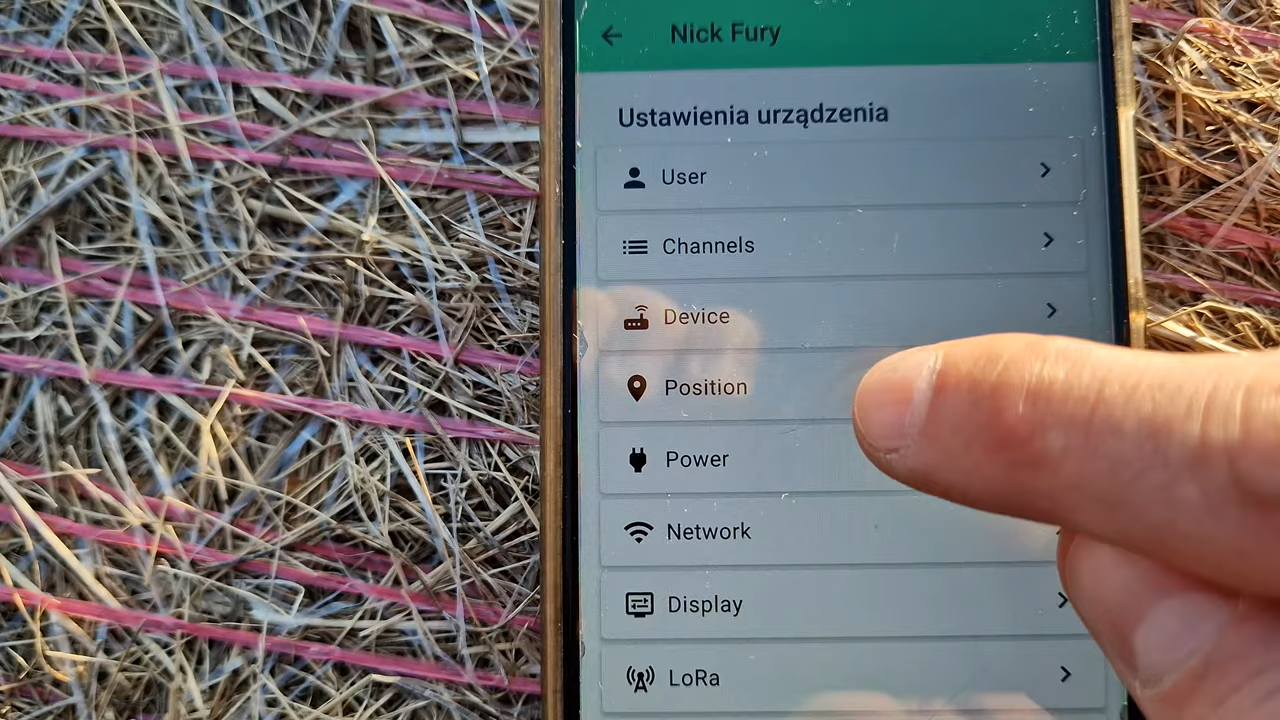 Nick Fury
Ustawienia urządzenia
User
Channels
Device
Position
Power
Network
Display
LoRa